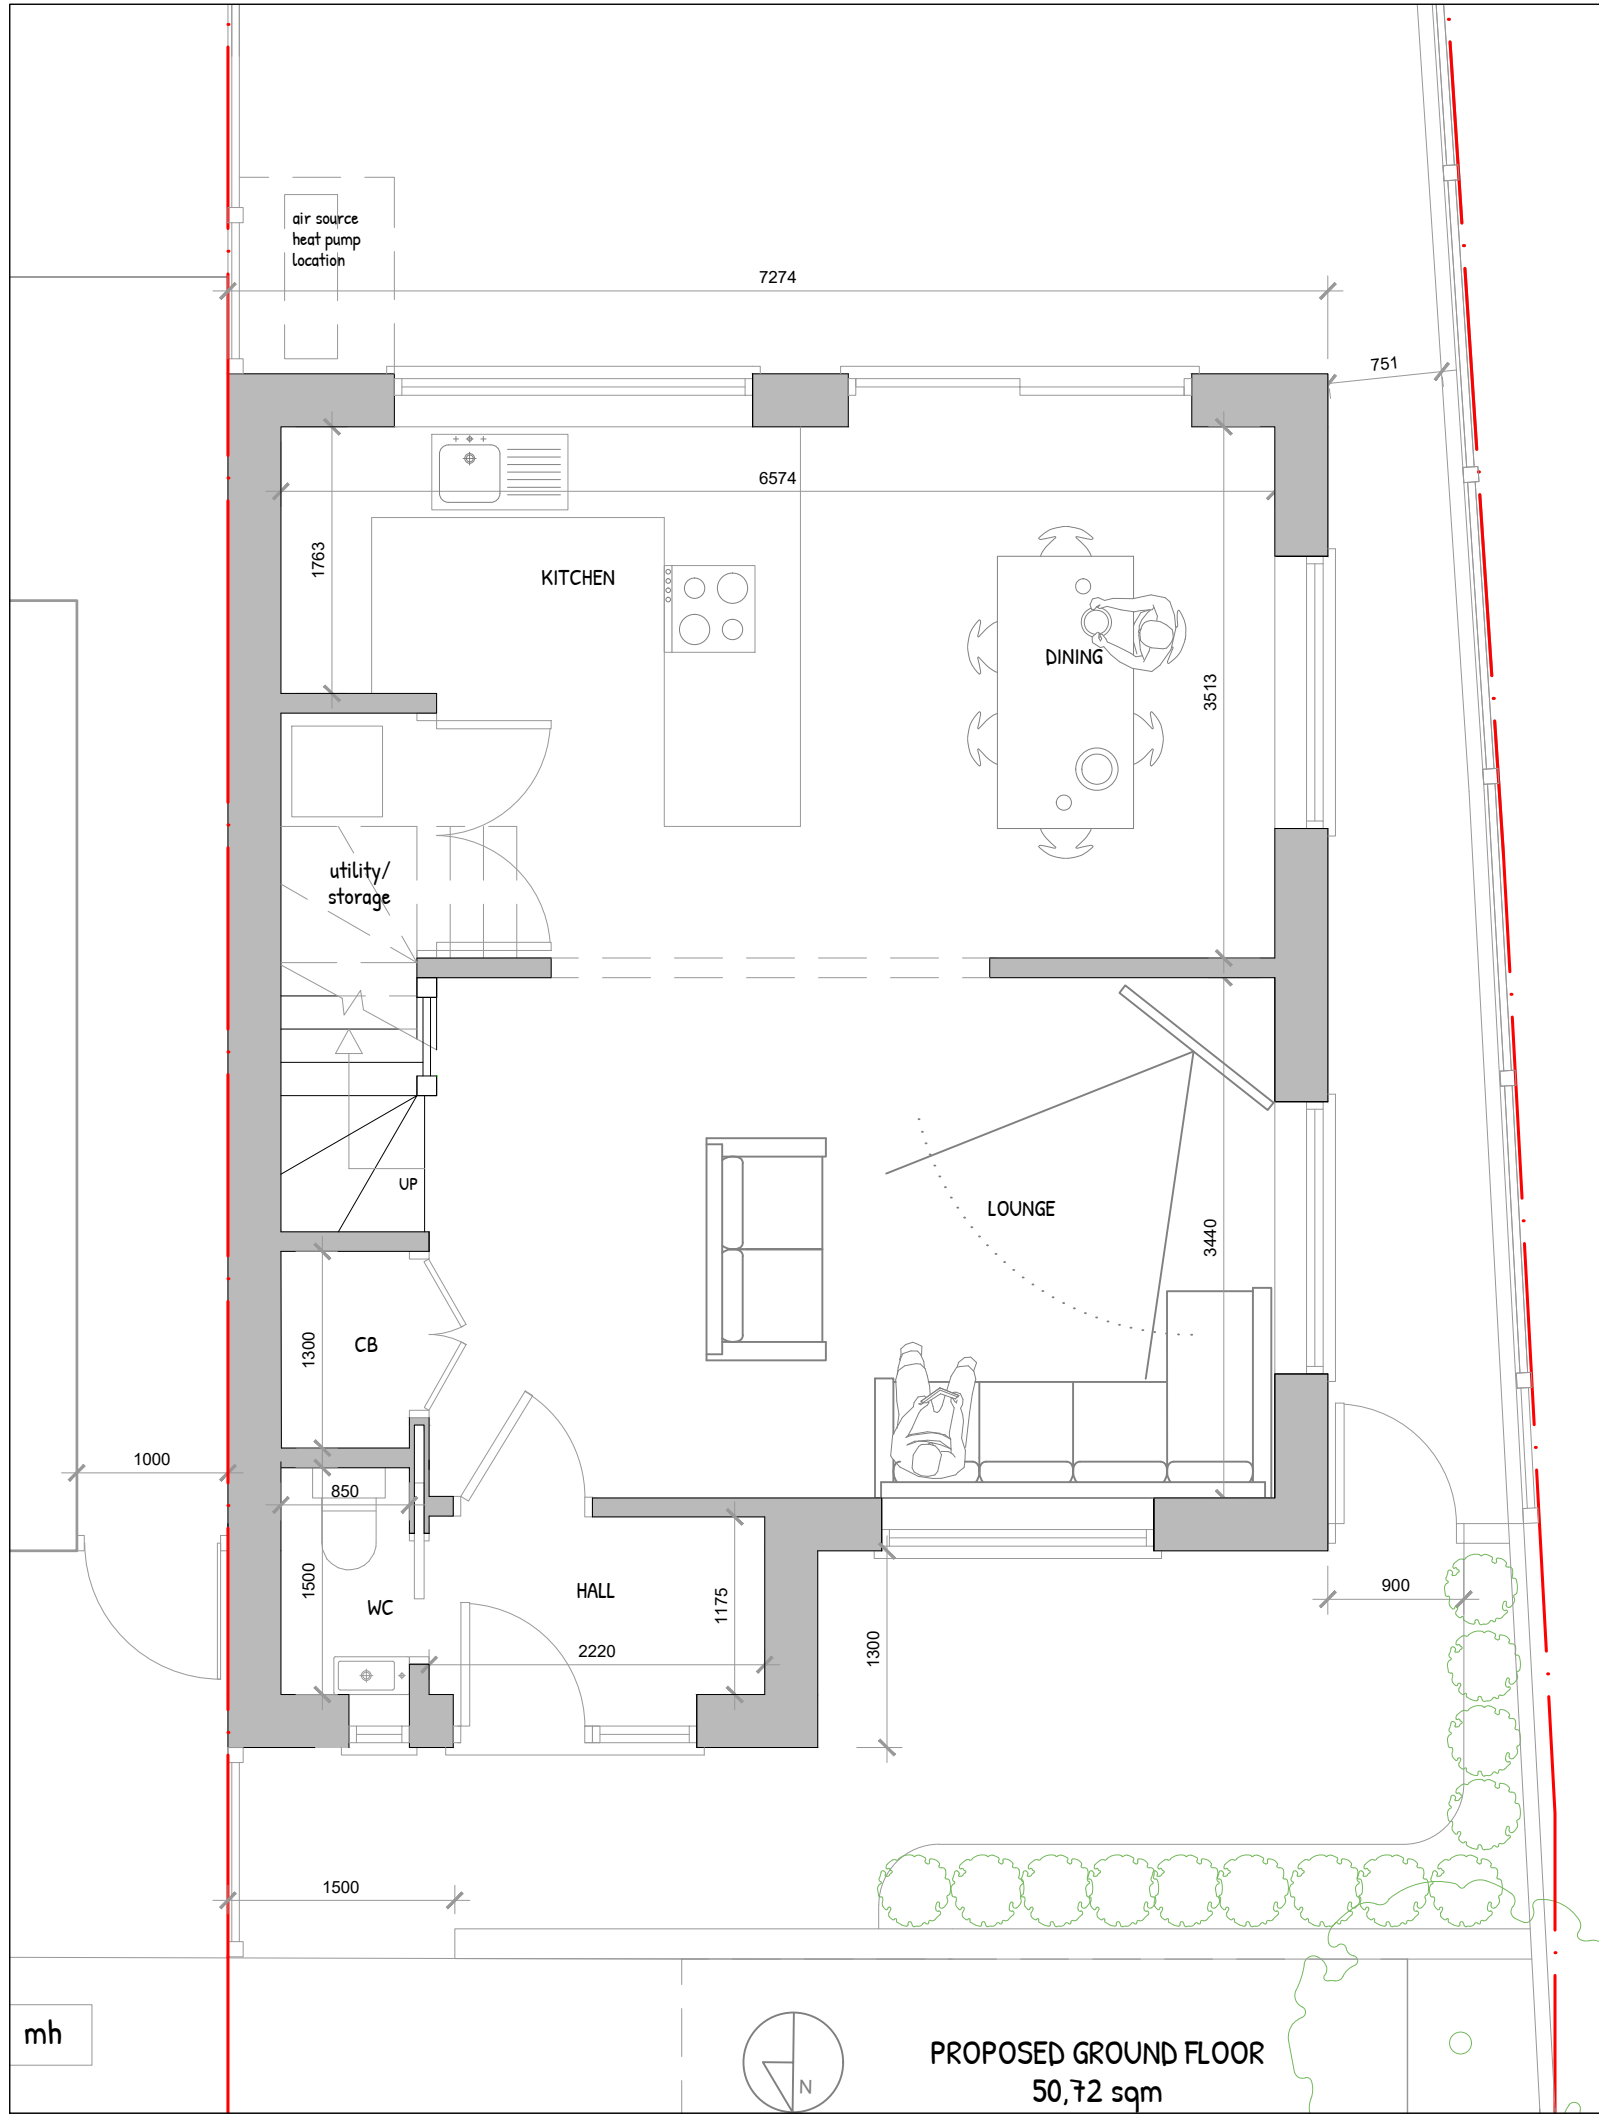 air source
heat pump
location
7274
751
6574
1763
KITCHEN
DINING
3513
utility/
storage
UP
LOUNGE
3440
1300
CB
1000
850
1500
WC
HALL
1175
2220
1300
900
1500
mh
N
PROPOSED GROUND FLOOR
50,72 sqm